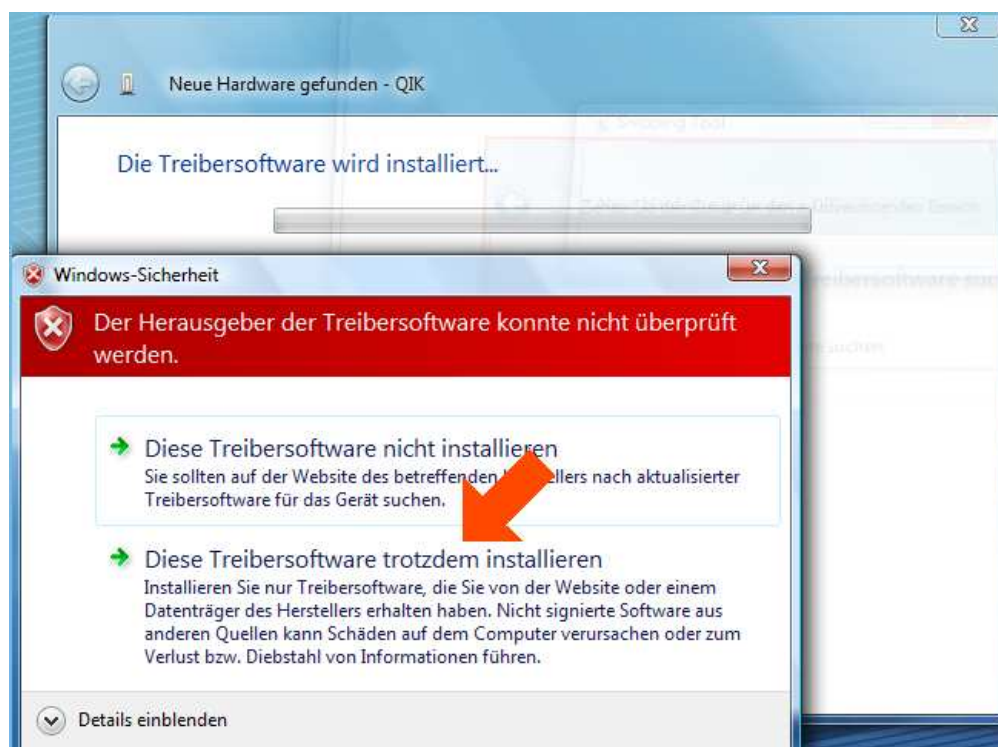 Neue Hardware gefunden - QIK
Die Treibersoftware wird installiert...
Windows-Sicherheit
Der Herausgeber der Treibersoftware konnte nicht überprüft
werden.
Diese Treibersoftware nicht installieren
Sie sollten auf der Website des betreffenden
nach aktualisierter
Treibersoftware für das Gerät suchen.
Diese Treibersoftware trotzdem installieren
Installieren Sie nur Treibersoftware, die Sie von der Website oder einem
Datenträger des Herstellers erhalten haben. Nicht signierte Software aus
anderen Quellen kann Schäden auf dem Computer verursachen oder zum
Verlust bzw. Diebstahl von Informationen führen.
Details einblenden